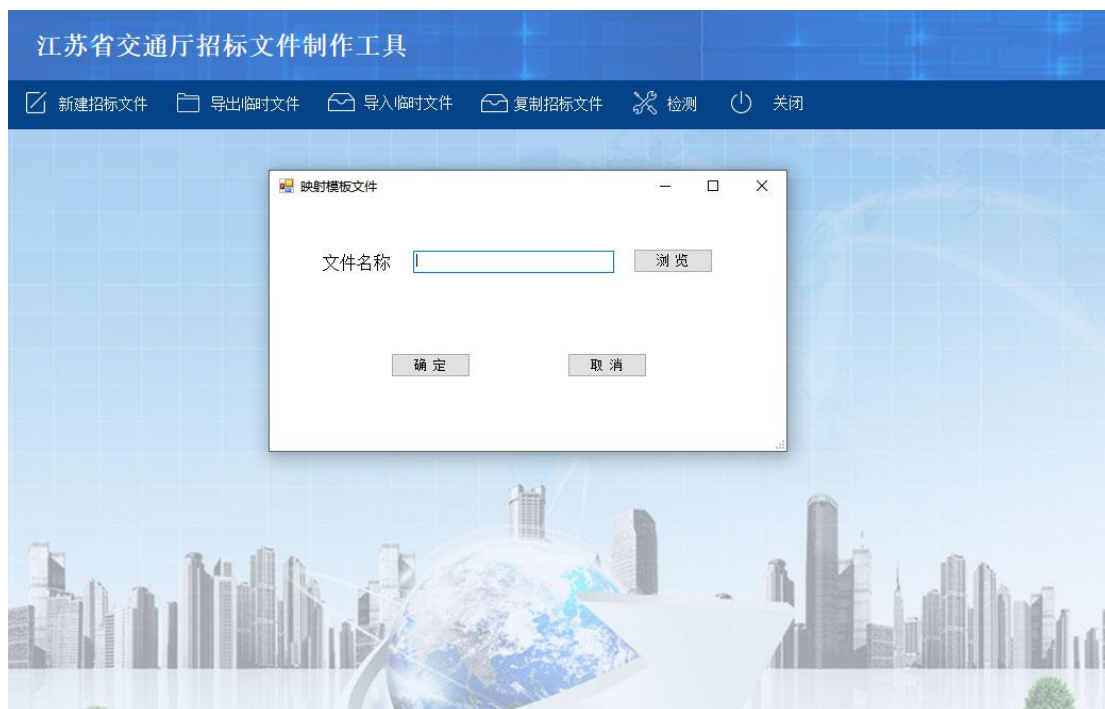 江苏省交通厅招标文件制作工具
新建招标文件 导出临时文件 导入临时文件 复制招标文件 检测 关闭
映射模板文件
文件名称 浏览
确定 取消